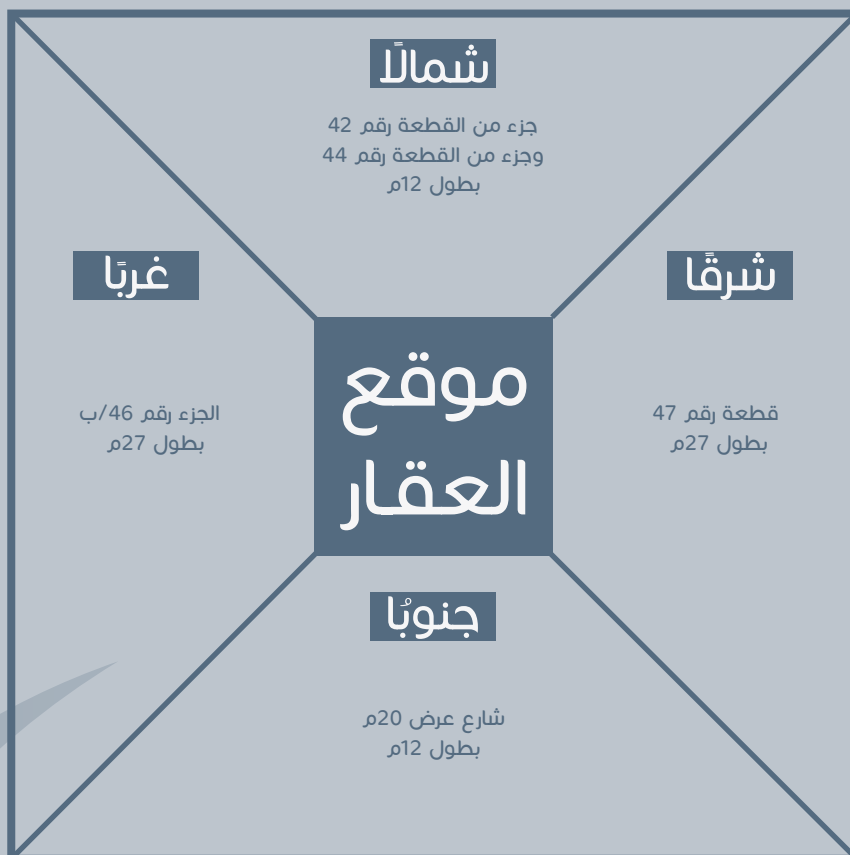 شمالًا
جزء من القطعة رقم 42
وجزء من القطعة رقم 44
بطول 12م
شرقًا
قطعة رقم 47
بطول 27م
موقع
العقار
غربًا
الجزء رقم 46/ب
بطول 27م
جنوبًا
شارع عرض 20م
بطول 12م